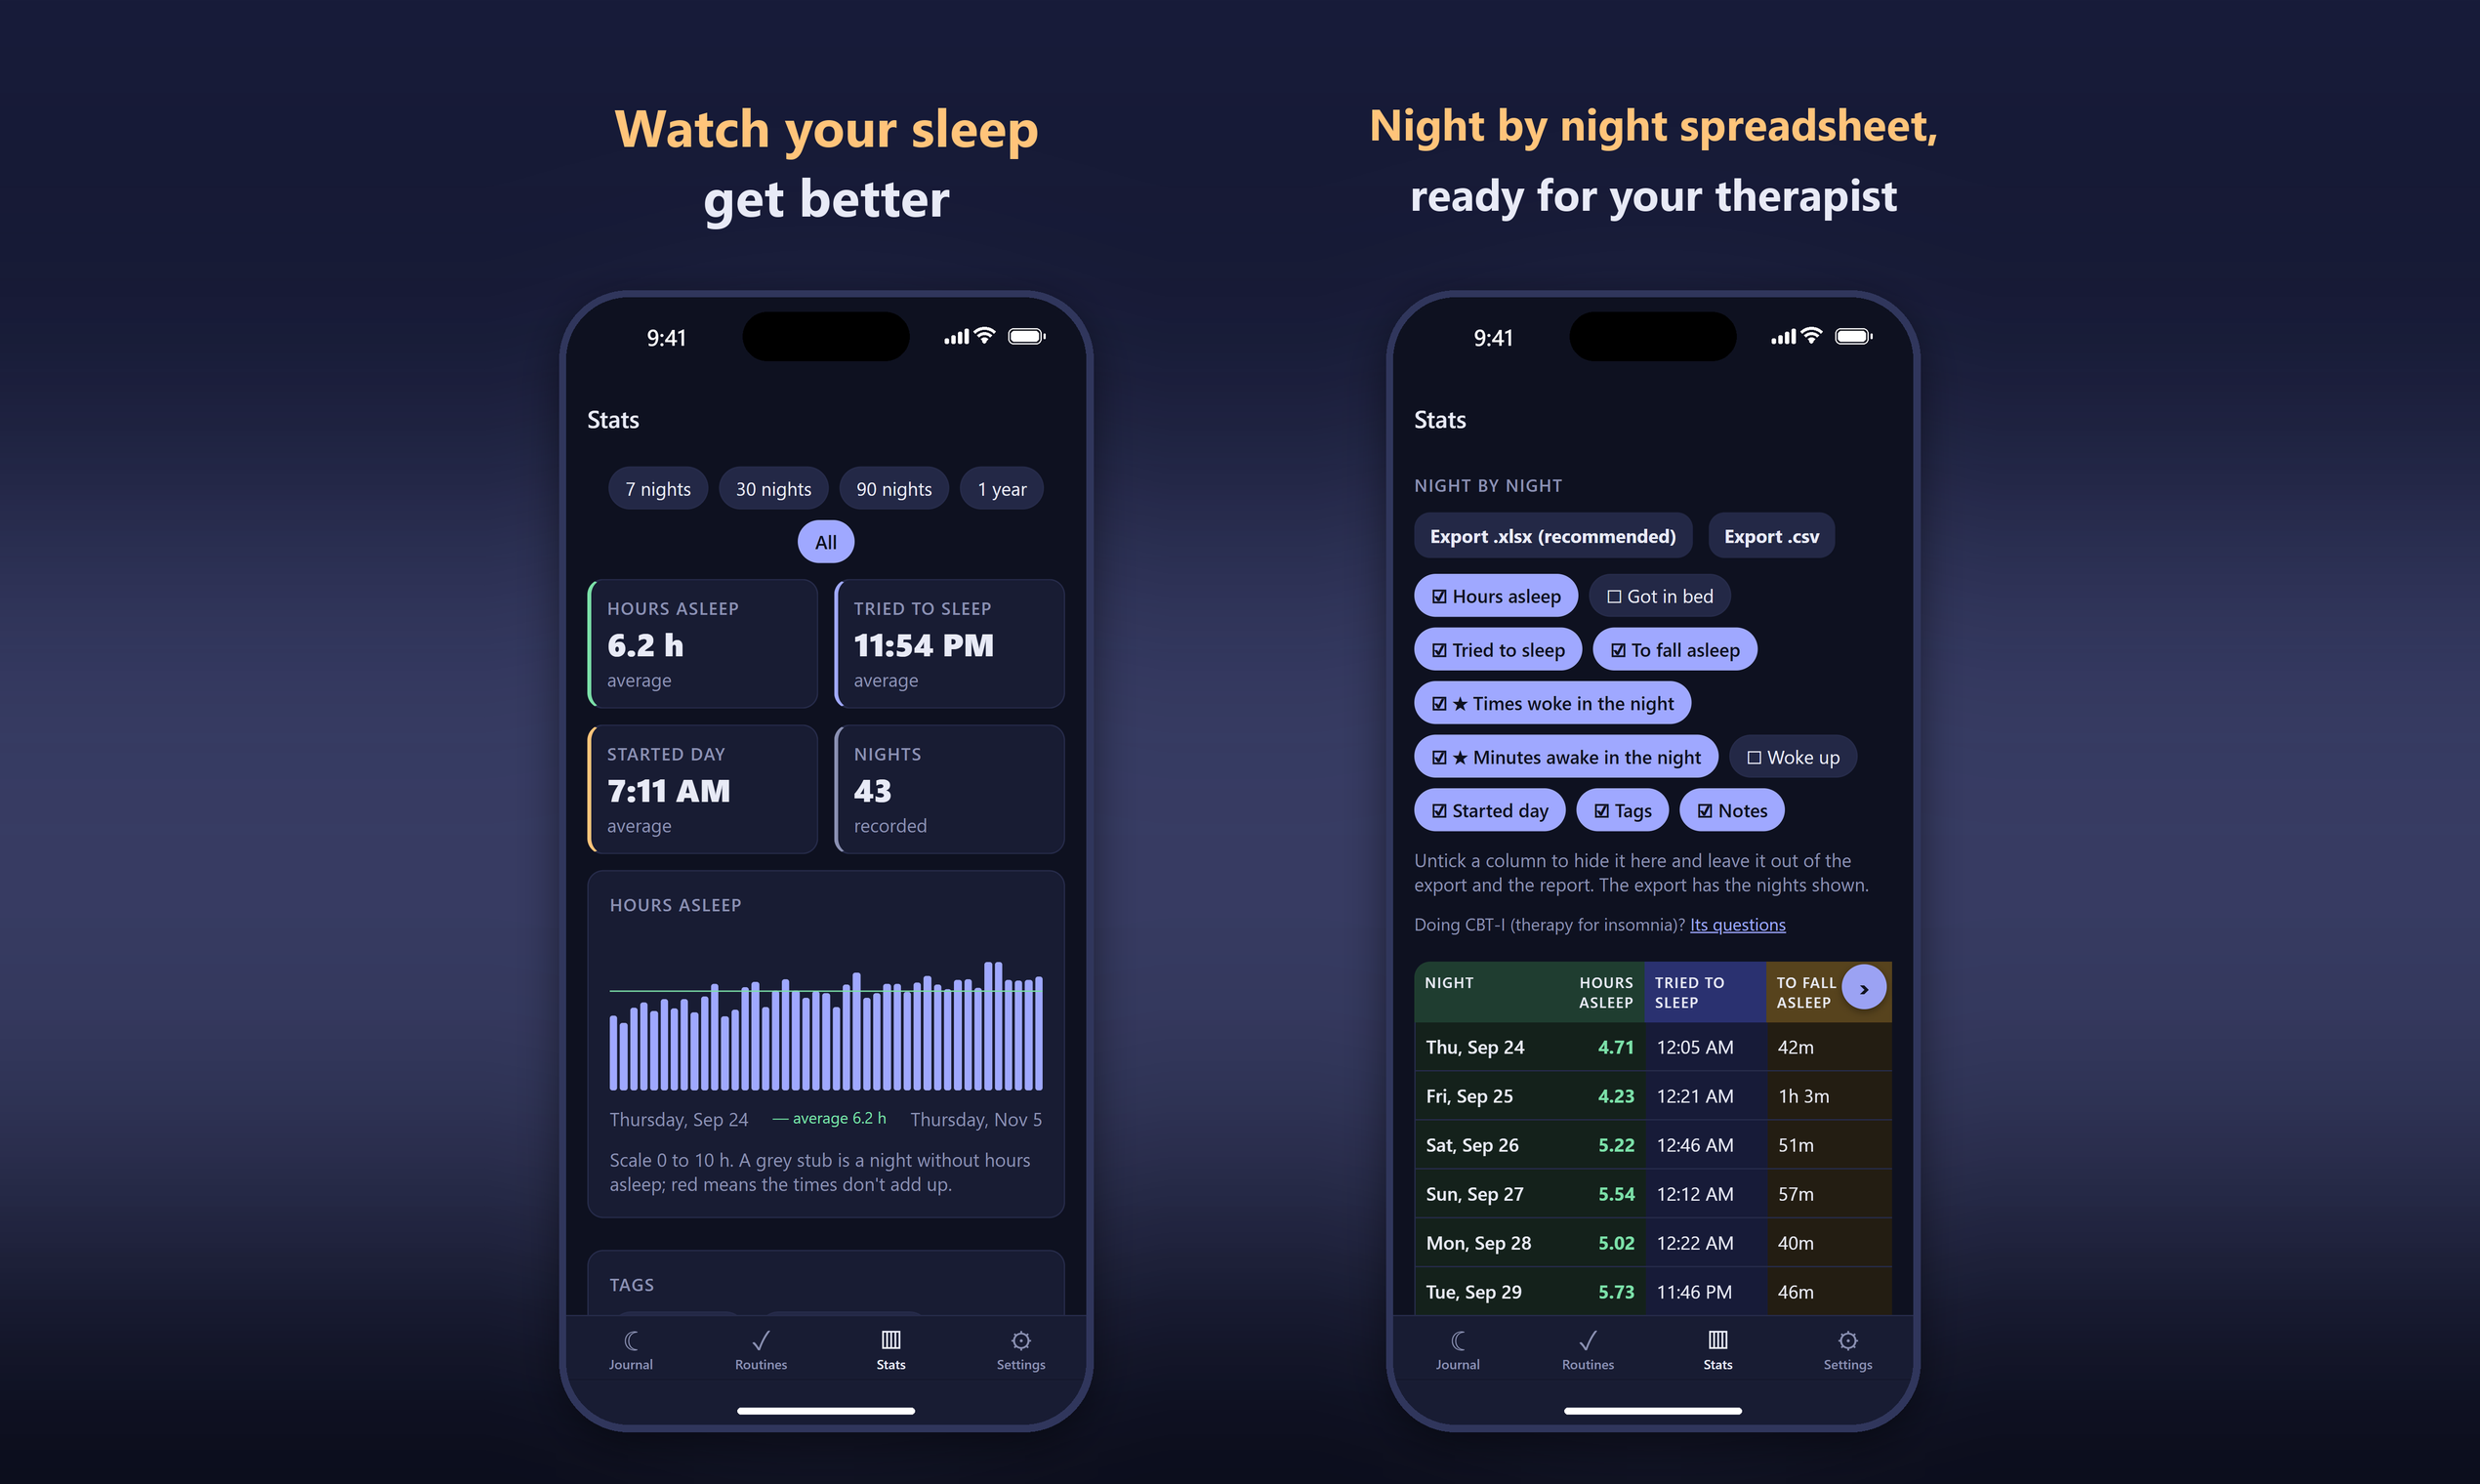 Watch your sleep
get better
9:41
Stats
7 nights 30 nights 90 nights 1 year
All
HOURS ASLEEP
6.2 h
average
TRIED TO SLEEP
11:54 PM
average
STARTED DAY
7:11 AM
average
NIGHTS
43
recorded
HOURS ASLEEP
Thursday, Sep 24 — average 6.2 h Thursday, Nov 5
Scale 0 to 10 h. A grey stub is a night without hours
asleep; red means the times don't add up.
TAGS
Journal Routines Stats Settings
Night by night spreadsheet,
ready for your therapist
9:41
Stats
NIGHT BY NIGHT
Export .xlsx (recommended) Export .csv
☑ Hours asleep ☐ Got in bed
☑ Tried to sleep ☑ To fall asleep
☑ ★ Times woke in the night
☑ ★ Minutes awake in the night ☐ Woke up
☑ Started day ☑ Tags ☑ Notes
Untick a column to hide it here and leave it out of the
export and the report. The export has the nights shown.
Doing CBT-I (therapy for insomnia)? Its questions
NIGHT HOURS TRIED TO TO FALL
ASLEEP SLEEP ASLEEP ›
Thu, Sep 24 4.71 12:05 AM 42m
Fri, Sep 25 4.23 12:21 AM 1h 3m
Sat, Sep 26 5.22 12:46 AM 51m
Sun, Sep 27 5.54 12:12 AM 57m
Mon, Sep 28 5.02 12:22 AM 40m
Tue, Sep 29 5.73 11:46 PM 46m
Journal Routines Stats Settings